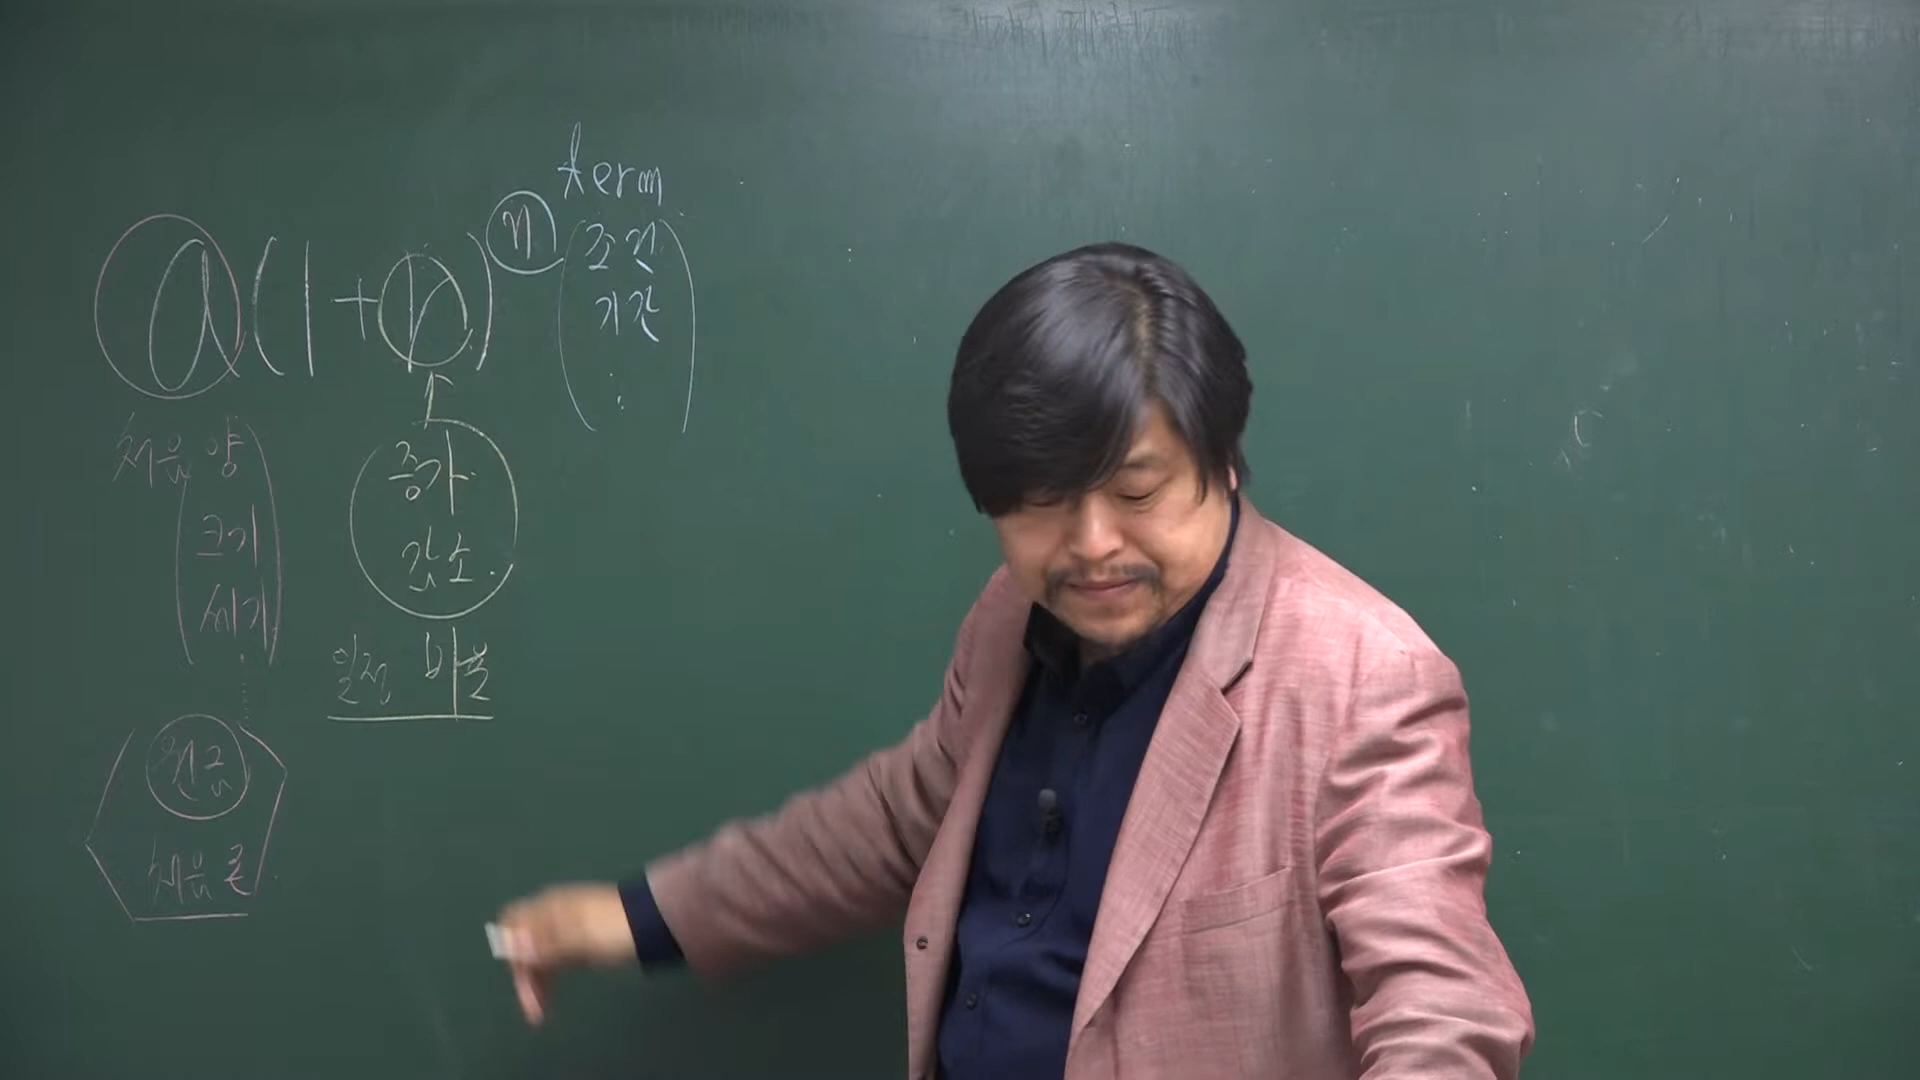 a(1+r)ⁿ
term
조건
기간
:
처음 양
크기
세기
증가
감소
일정 비율
원금
처음 돈